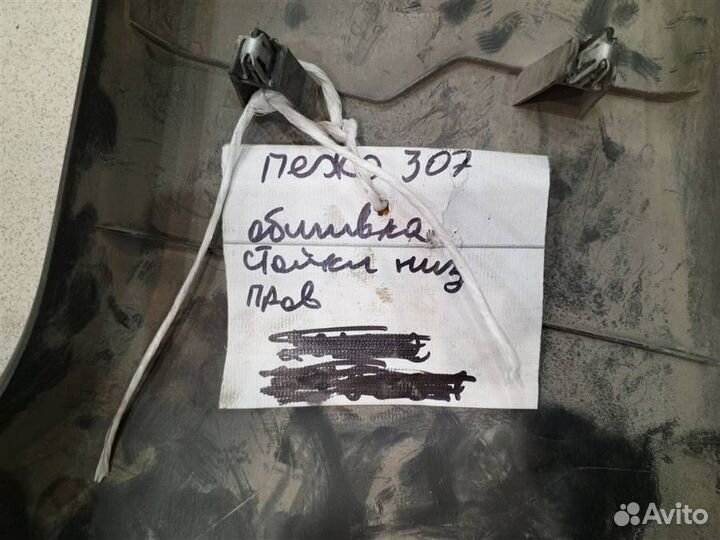 пежо 307
обшивка
стойки низ
прав
Avito